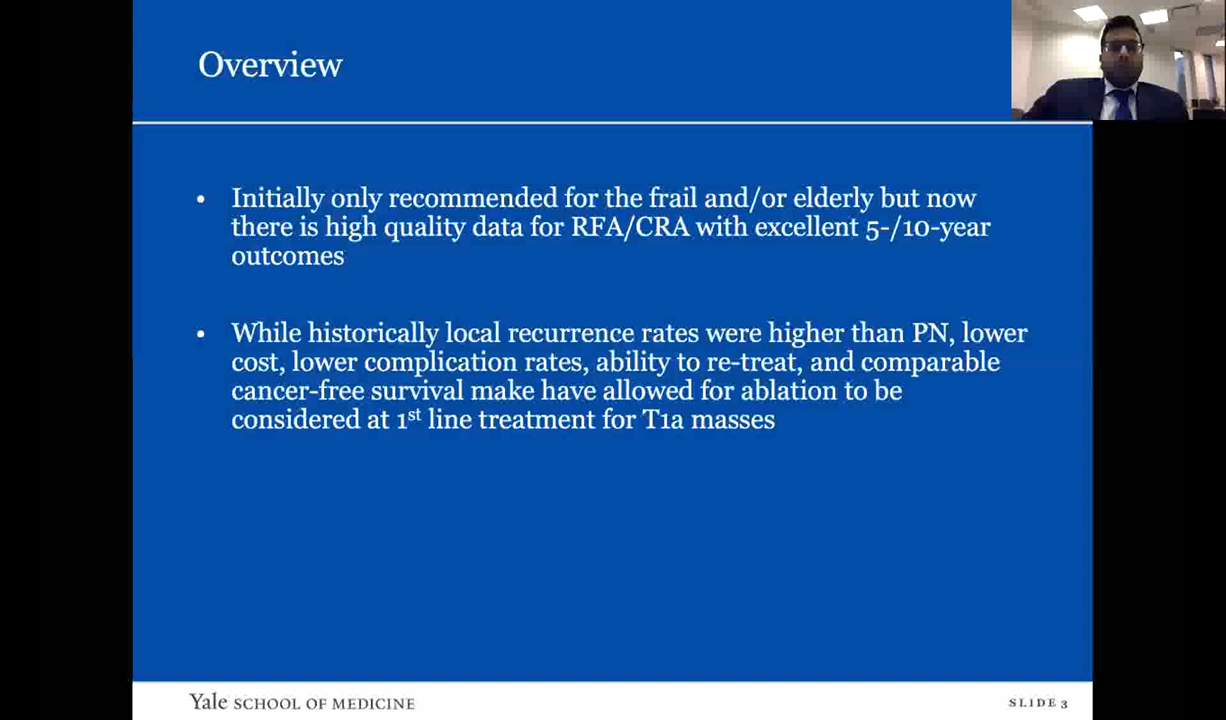 Overview
• Initially only recommended for the frail and/or elderly but now
there is high quality data for RFA/CRA with excellent 5-/10-year
outcomes
• While historically local recurrence rates were higher than PN, lower
cost, lower complication rates, ability to re-treat, and comparable
cancer-free survival make have allowed for ablation to be
considered at 1st line treatment for T1a masses
Yale SCHOOL OF MEDICINE
SLIDE 3